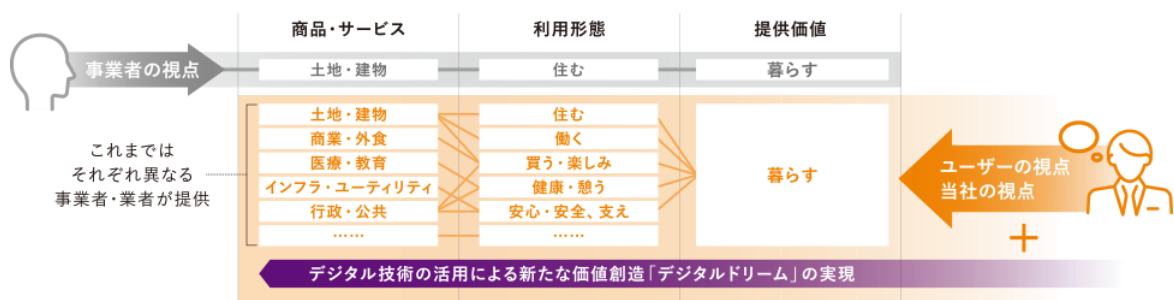 商品・サービス
利用形態
提供価値
事業者の視点
土地・建物
住む
暮らす
これまでは
それぞれ異なる
事業者・業者が提供
土地・建物
商業・外食
医療・教育
インフラ・ユーティリティ
行政・公共
……
住む
働く
買う・楽しみ
健康・憩う
安心・安全、支え
……
暮らす
ユーザーの視点
当社の視点
+
デジタル技術の活用による新たな価値創造「デジタルドリーム」の実現